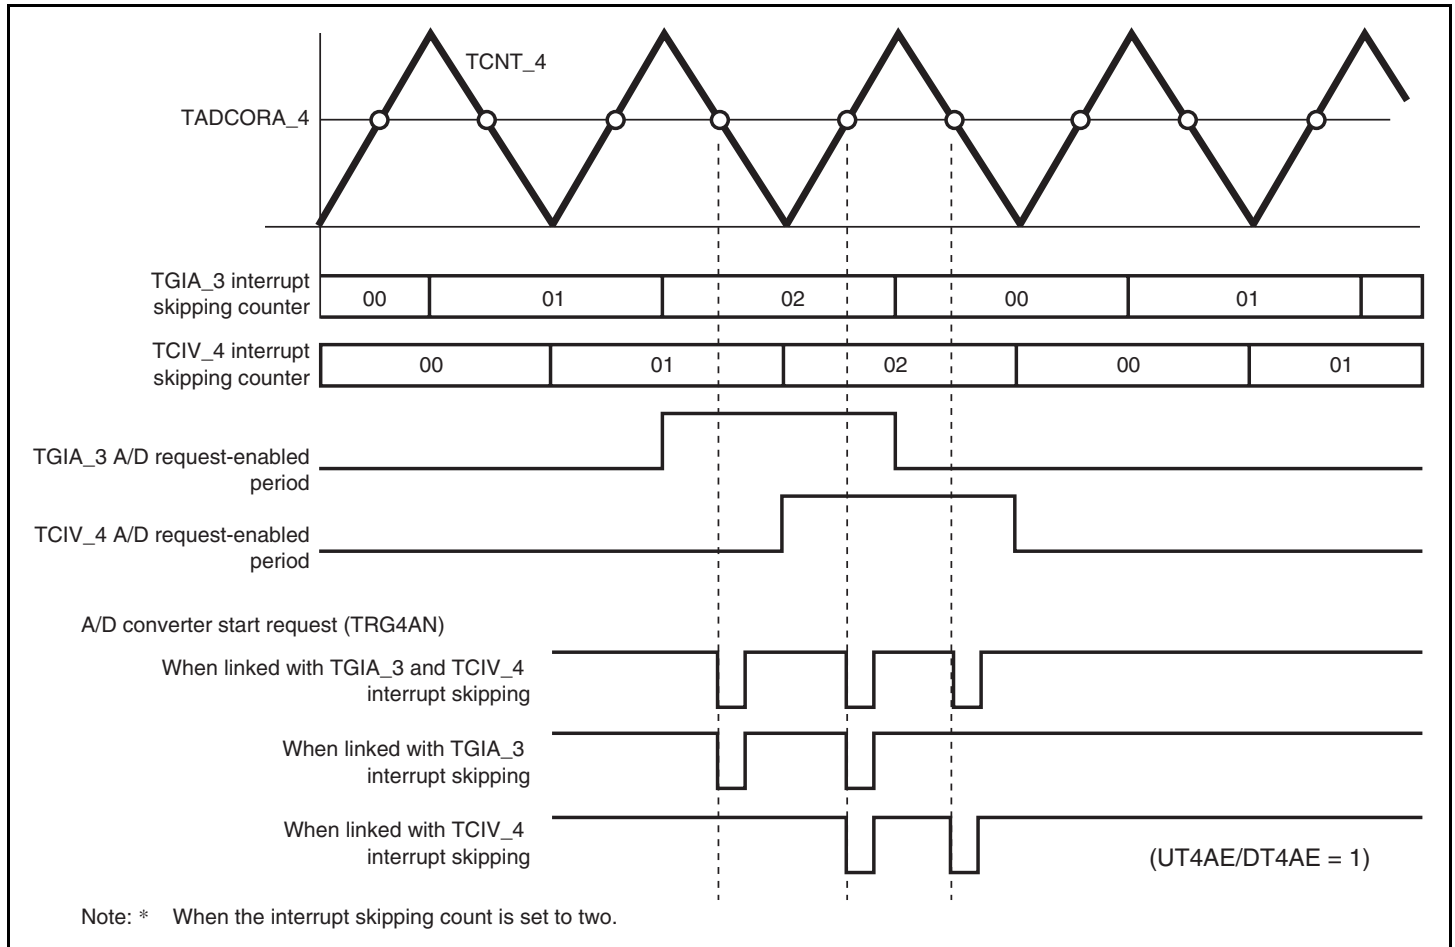 TCNT_4
TADCORA_4
TGIA_3 interrupt
skipping counter
00
01
02
00
01
TCIV_4 interrupt
skipping counter
00
01
02
00
01
TGIA_3 A/D request-enabled
period
TCIV_4 A/D request-enabled
period
A/D converter start request (TRG4AN)
When linked with TGIA_3 and TCIV_4
interrupt skipping
When linked with TGIA_3
interrupt skipping
When linked with TCIV_4
interrupt skipping
(UT4AE/DT4AE = 1)
Note: * When the interrupt skipping count is set to two.